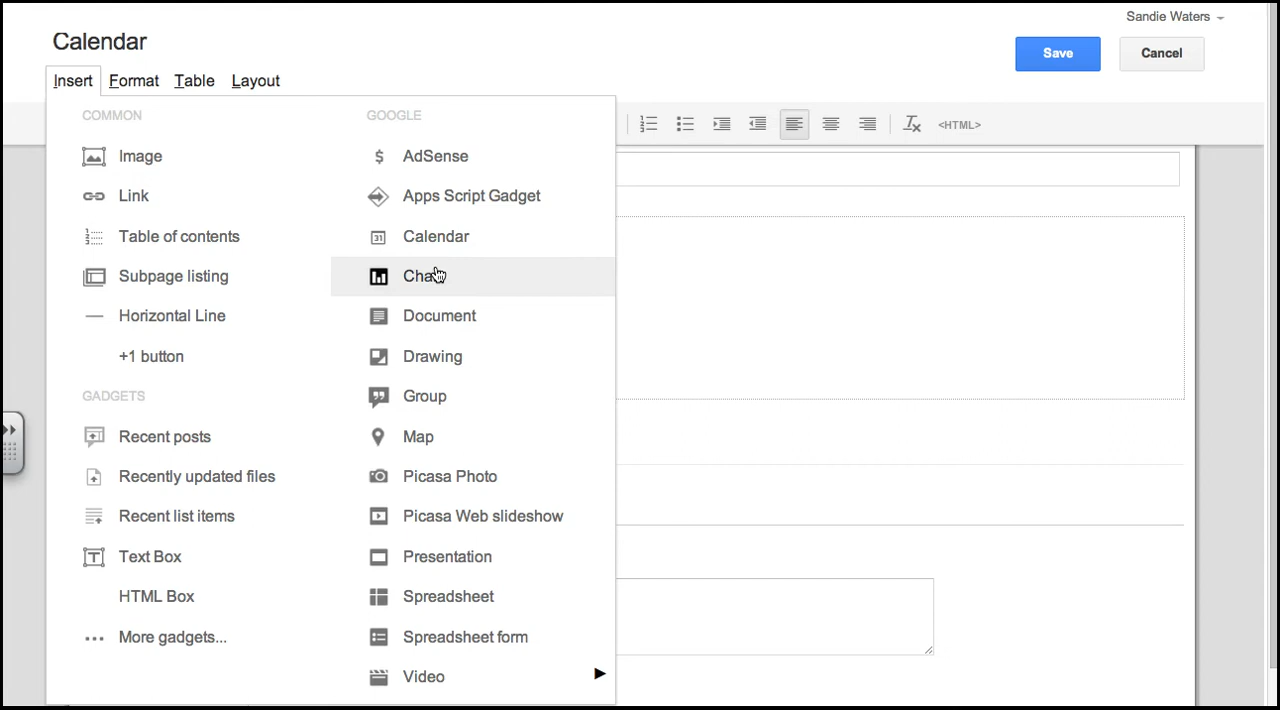 Sandie Waters
Calendar
Save
Cancel
Insert Format Table Layout
<HTML>
COMMON
Image
Link
Table of contents
Subpage listing
Horizontal Line
+1 button
GADGETS
Recent posts
Recently updated files
Recent list items
Text Box
HTML Box
More gadgets...
GOOGLE
AdSense
Apps Script Gadget
31
Calendar
Document
Drawing
Group
Map
Picasa Photo
Picasa Web slideshow
Presentation
Spreadsheet
Spreadsheet form
Video